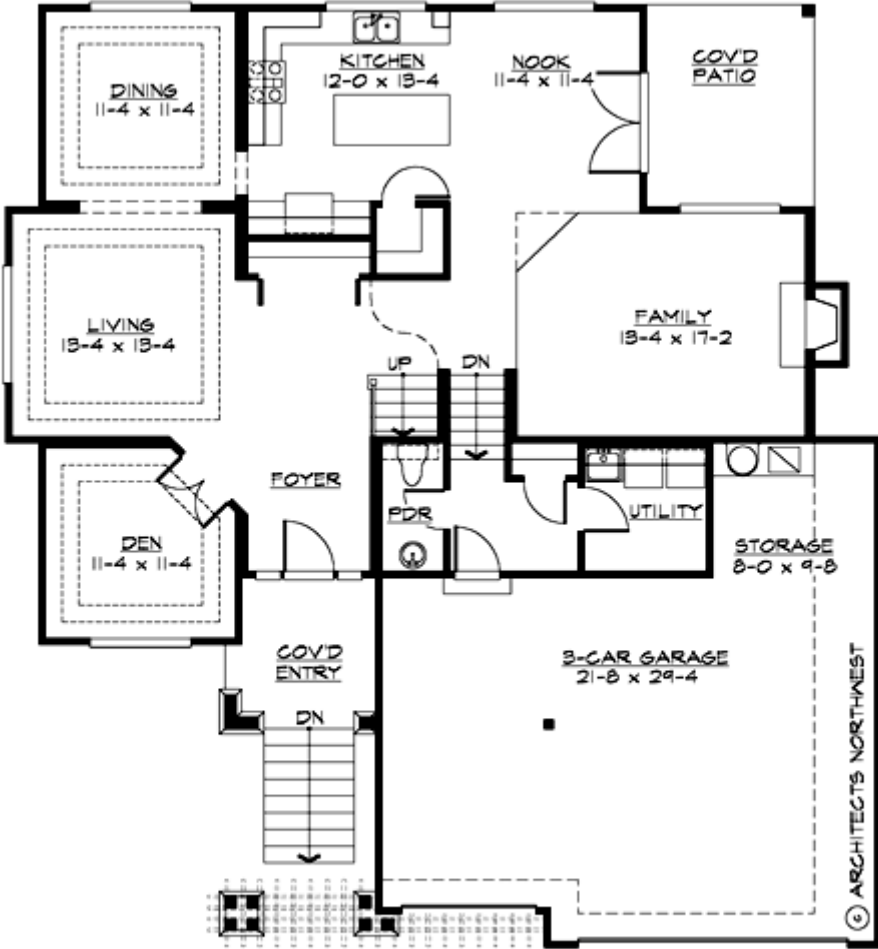 DINING
11-4 x 11-4
KITCHEN
12-0 x 13-4
NOOK
11-4 x 11-4
COV'D
PATIO
LIVING
13-4 x 13-4
FAMILY
13-4 x 17-2
UP
DN
FOYER
PDR
UTILITY
DEN
11-4 x 11-4
STORAGE
8-0 x 9-8
COV'D
ENTRY
DN
3-CAR GARAGE
21-8 x 29-4
© ARCHITECTS NORTHWEST